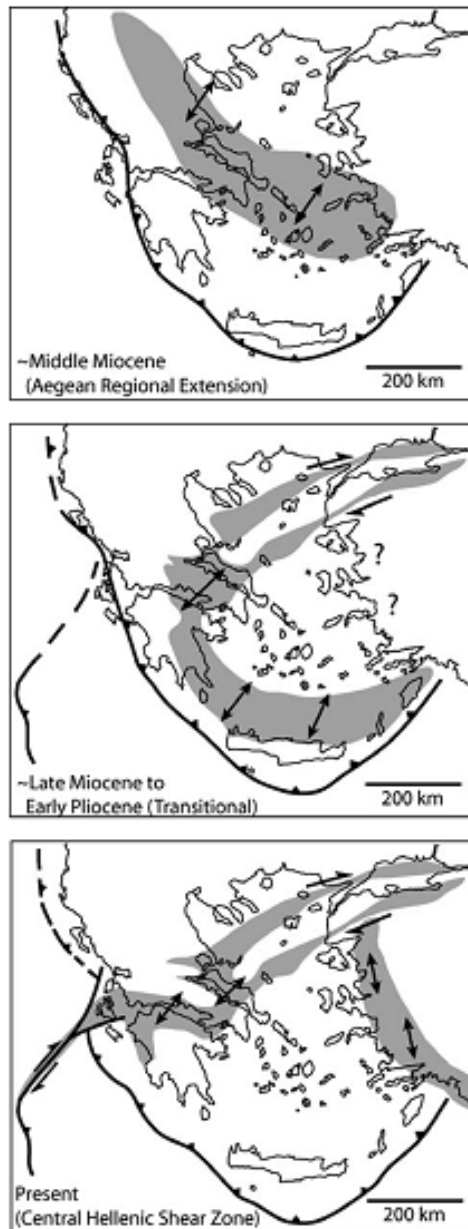 ~Middle Miocene
(Aegean Regional Extension)
200 km
?
?
~Late Miocene to
Early Pliocene (Transitional)
200 km
Present
(Central Hellenic Shear Zone)
200 km